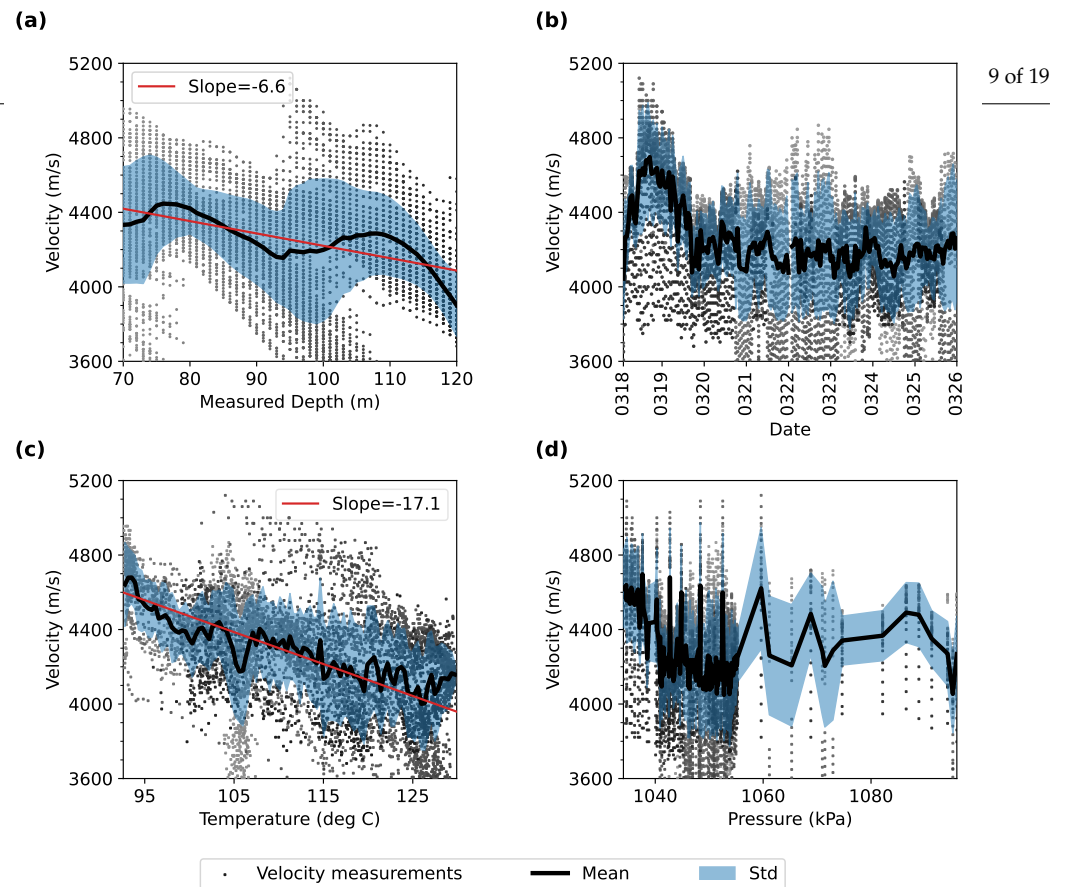 (a)
(b)
9 of 19
5200
4800
4400
4000
3600
Velocity (m/s)
Slope=-6.6
70 80 90 100 110 120
Measured Depth (m)
5200
4800
4400
4000
3600
Velocity (m/s)
0318 0319 0320 0321 0322 0323 0324 0325 0326
Date
(c)
(d)
5200
4800
4400
4000
3600
Velocity (m/s)
Slope=-17.1
95 105 115 125
Temperature (deg C)
5200
4800
4400
4000
3600
Velocity (m/s)
1040 1060 1080
Pressure (kPa)
Velocity measurements Mean Std